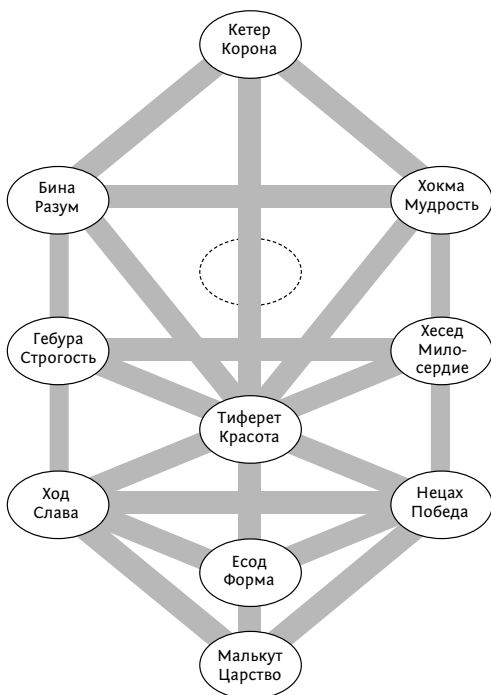 Кетер
Корона
Бина
Разум
Хокма
Мудрость
Гебура
Строгость
Хесед
Мило-
сердие
Тиферет
Красота
Ход
Слава
Нецах
Победа
Есод
Форма
Малькут
Царство